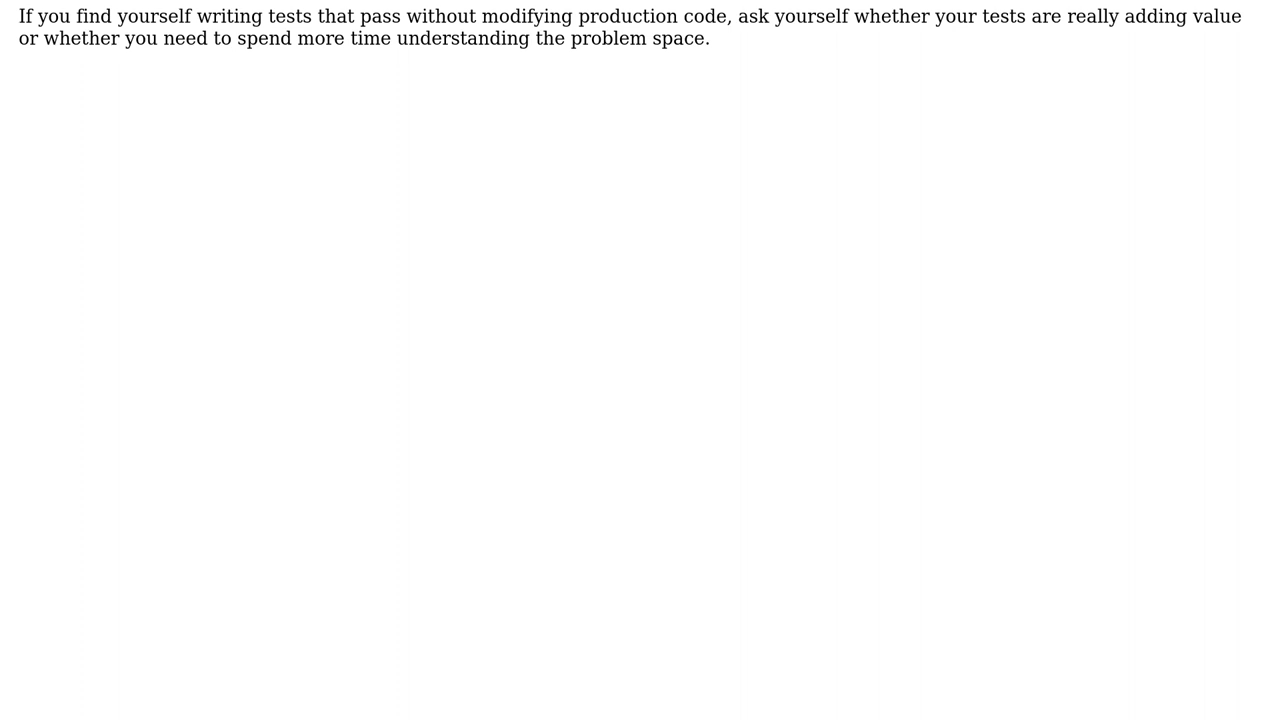 If you find yourself writing tests that pass without modifying production code, ask yourself whether your tests are really adding value
or whether you need to spend more time understanding the problem space.